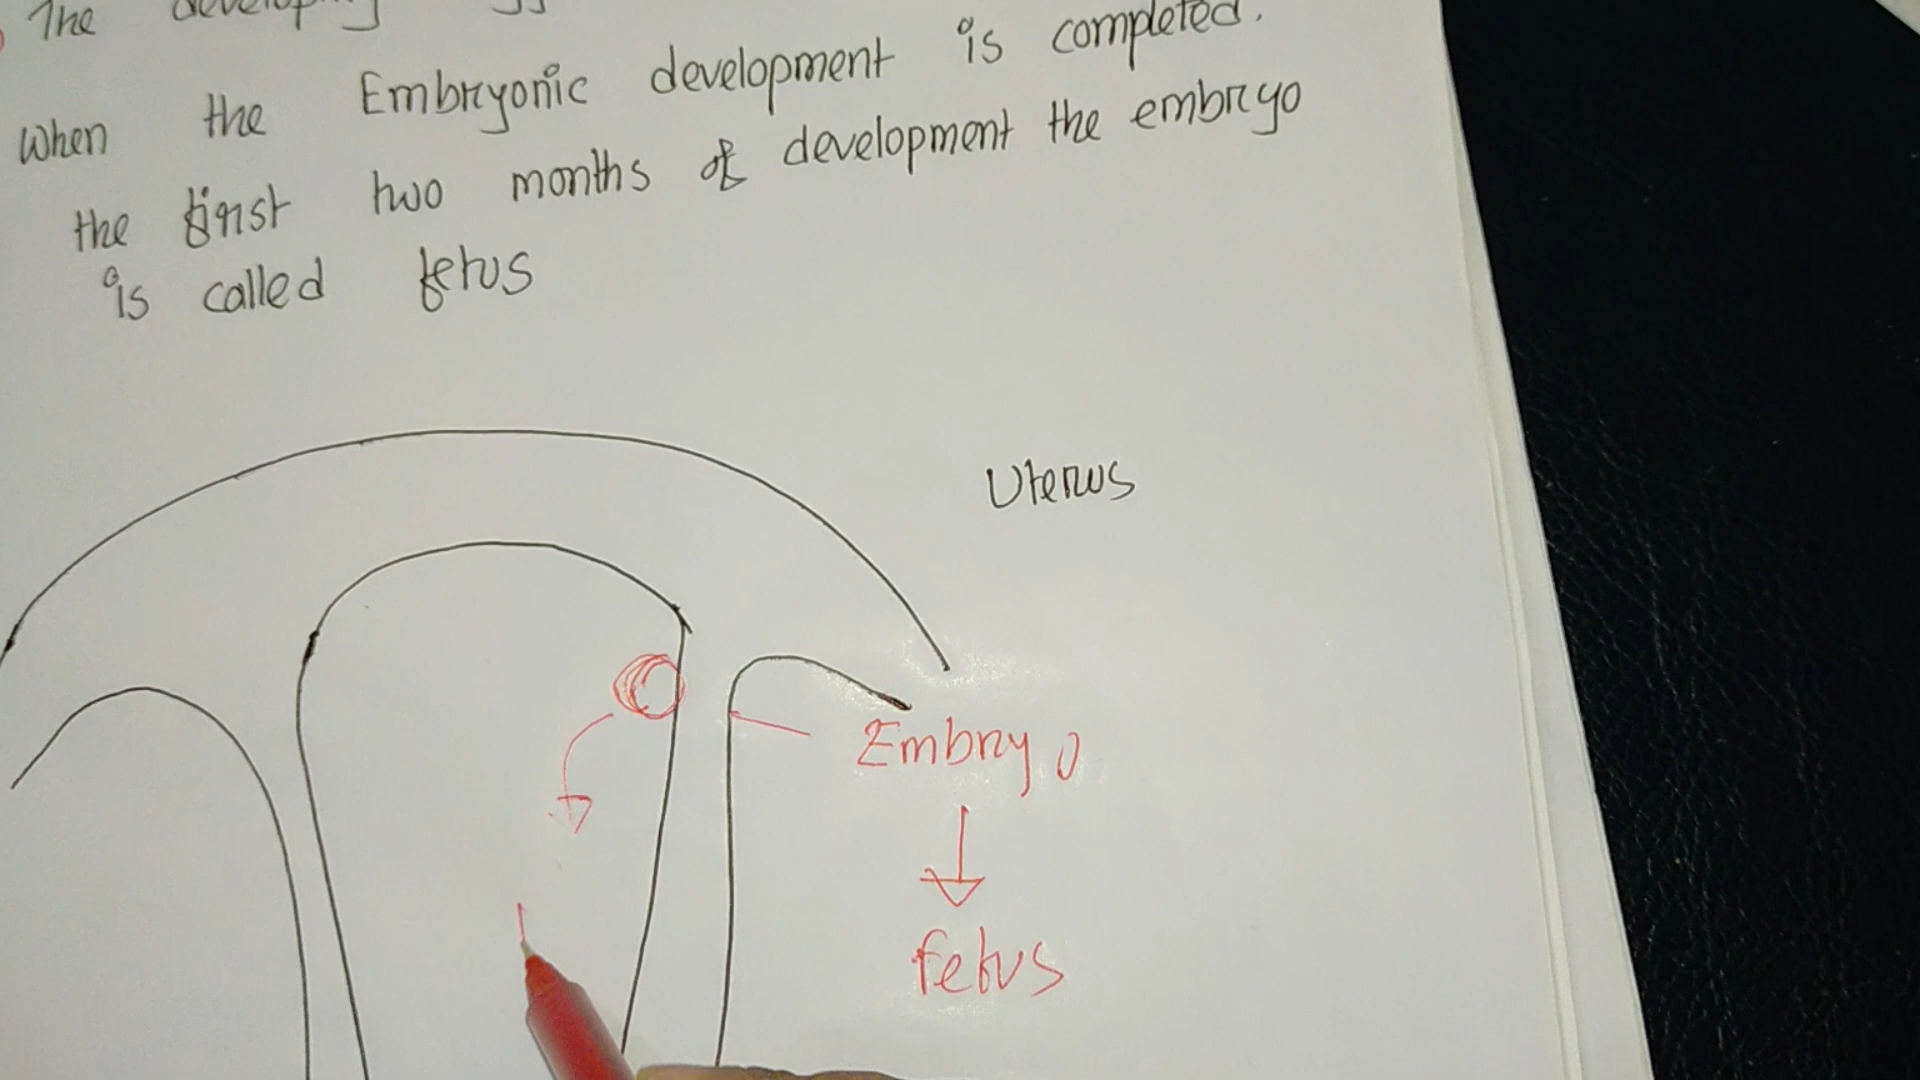 The developing
When the Embryonic development is completed.
the first two months of development the embryo
is called fetus
Uterus
Embryo
Fetus